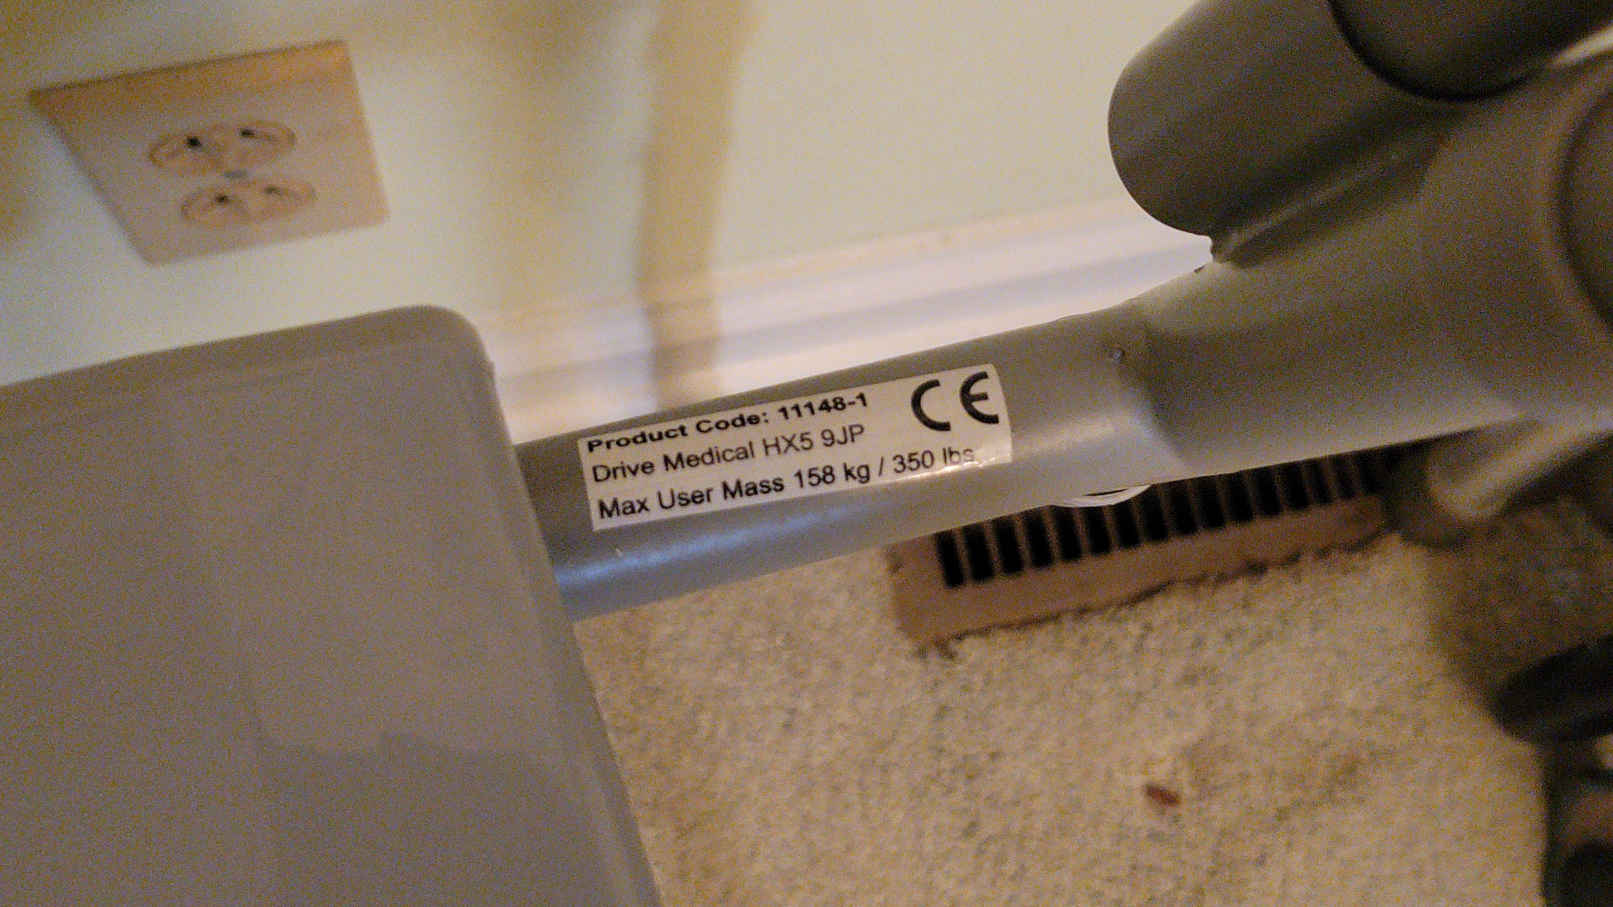 Product Code: 11148-1
CE
Drive Medical HX5 9JP
Max User Mass 158 kg / 350 lbs